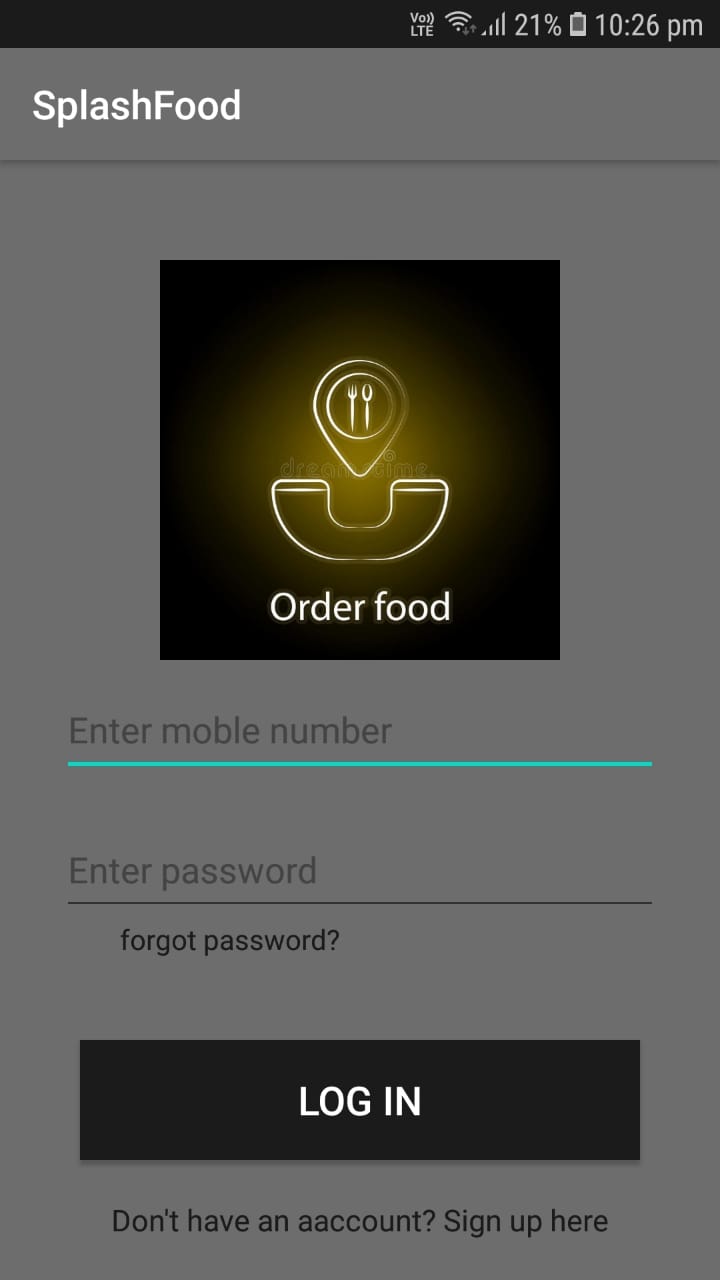 Vo)) LTE 21% 10:26 pm
SplashFood
dreamstime.
Order food
Enter moble number
Enter password
forgot password?
LOG IN
Don't have an aaccount? Sign up here